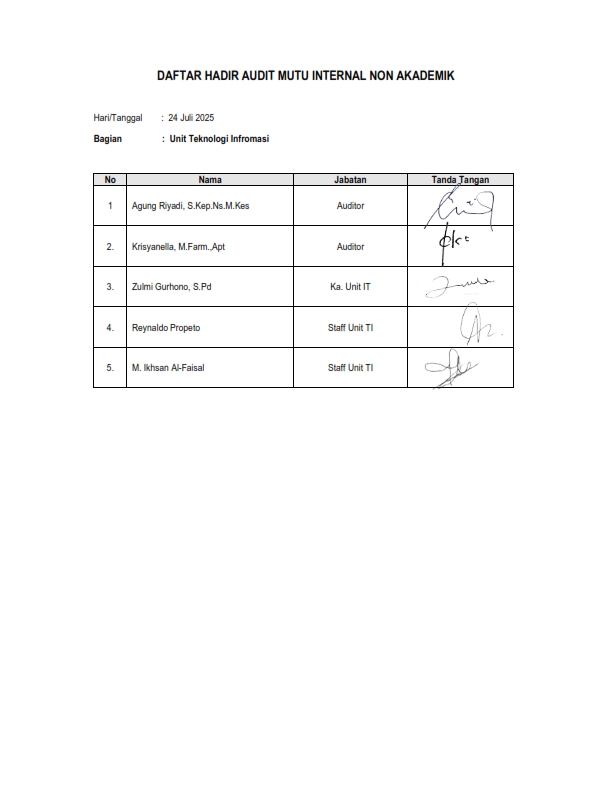 DAFTAR HADIR AUDIT MUTU INTERNAL NON AKADEMIK
Hari/Tanggal : 24 Juli 2025
Bagian : Unit Teknologi Infromasi
No Nama Jabatan Tanda Tangan
1 Agung Riyadi, S.Kep.Ns.M.Kes Auditor
2. Krisyanella, M.Farm.,Apt Auditor
3. Zulmi Gurhono, S.Pd Ka. Unit IT
4. Reynaldo Propeto Staff Unit TI
5. M. Ikhsan Al-Faisal Staff Unit TI